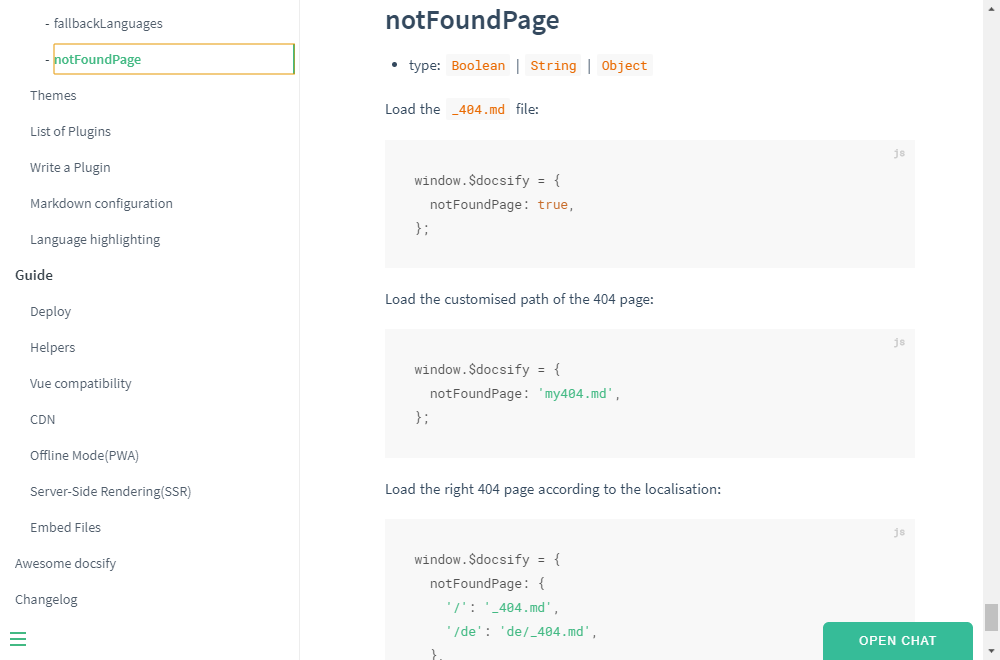 - fallbackLanguages
- notFoundPage
Themes
List of Plugins
Write a Plugin
Markdown configuration
Language highlighting
Guide
Deploy
Helpers
Vue compatibility
CDN
Offline Mode(PWA)
Server-Side Rendering(SSR)
Embed Files
Awesome docsify
Changelog
notFoundPage
• type: Boolean | String | Object
Load the _404.md file:
js
window.$docsify = {
  notFoundPage: true,
};
Load the customised path of the 404 page:
js
window.$docsify = {
  notFoundPage: 'my404.md',
};
Load the right 404 page according to the localisation:
js
window.$docsify = {
  notFoundPage: {
    '/': '_404.md',
    '/de': 'de/_404.md',
  },
OPEN CHAT